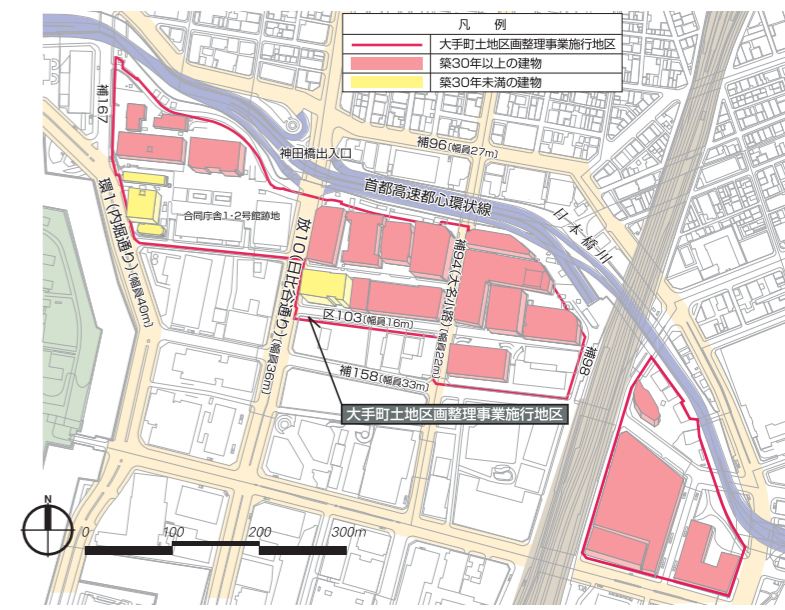 凡 例
大手町土地区画整理事業施行地区
築30年以上の建物
築30年未満の建物
補167
神田橋出入口
補96〔幅員27m〕
首都高速都心環状線
日本橋川
環1(内堀通り)〔幅員40m〕
合同庁舎1・2号館跡地
放10(日比谷通り)〔幅員36m〕
補94(大名小路)〔幅員22m〕
区103〔幅員16m〕
補98
補158〔幅員33m〕
大手町土地区画整理事業施行地区
N
0 100 200 300m